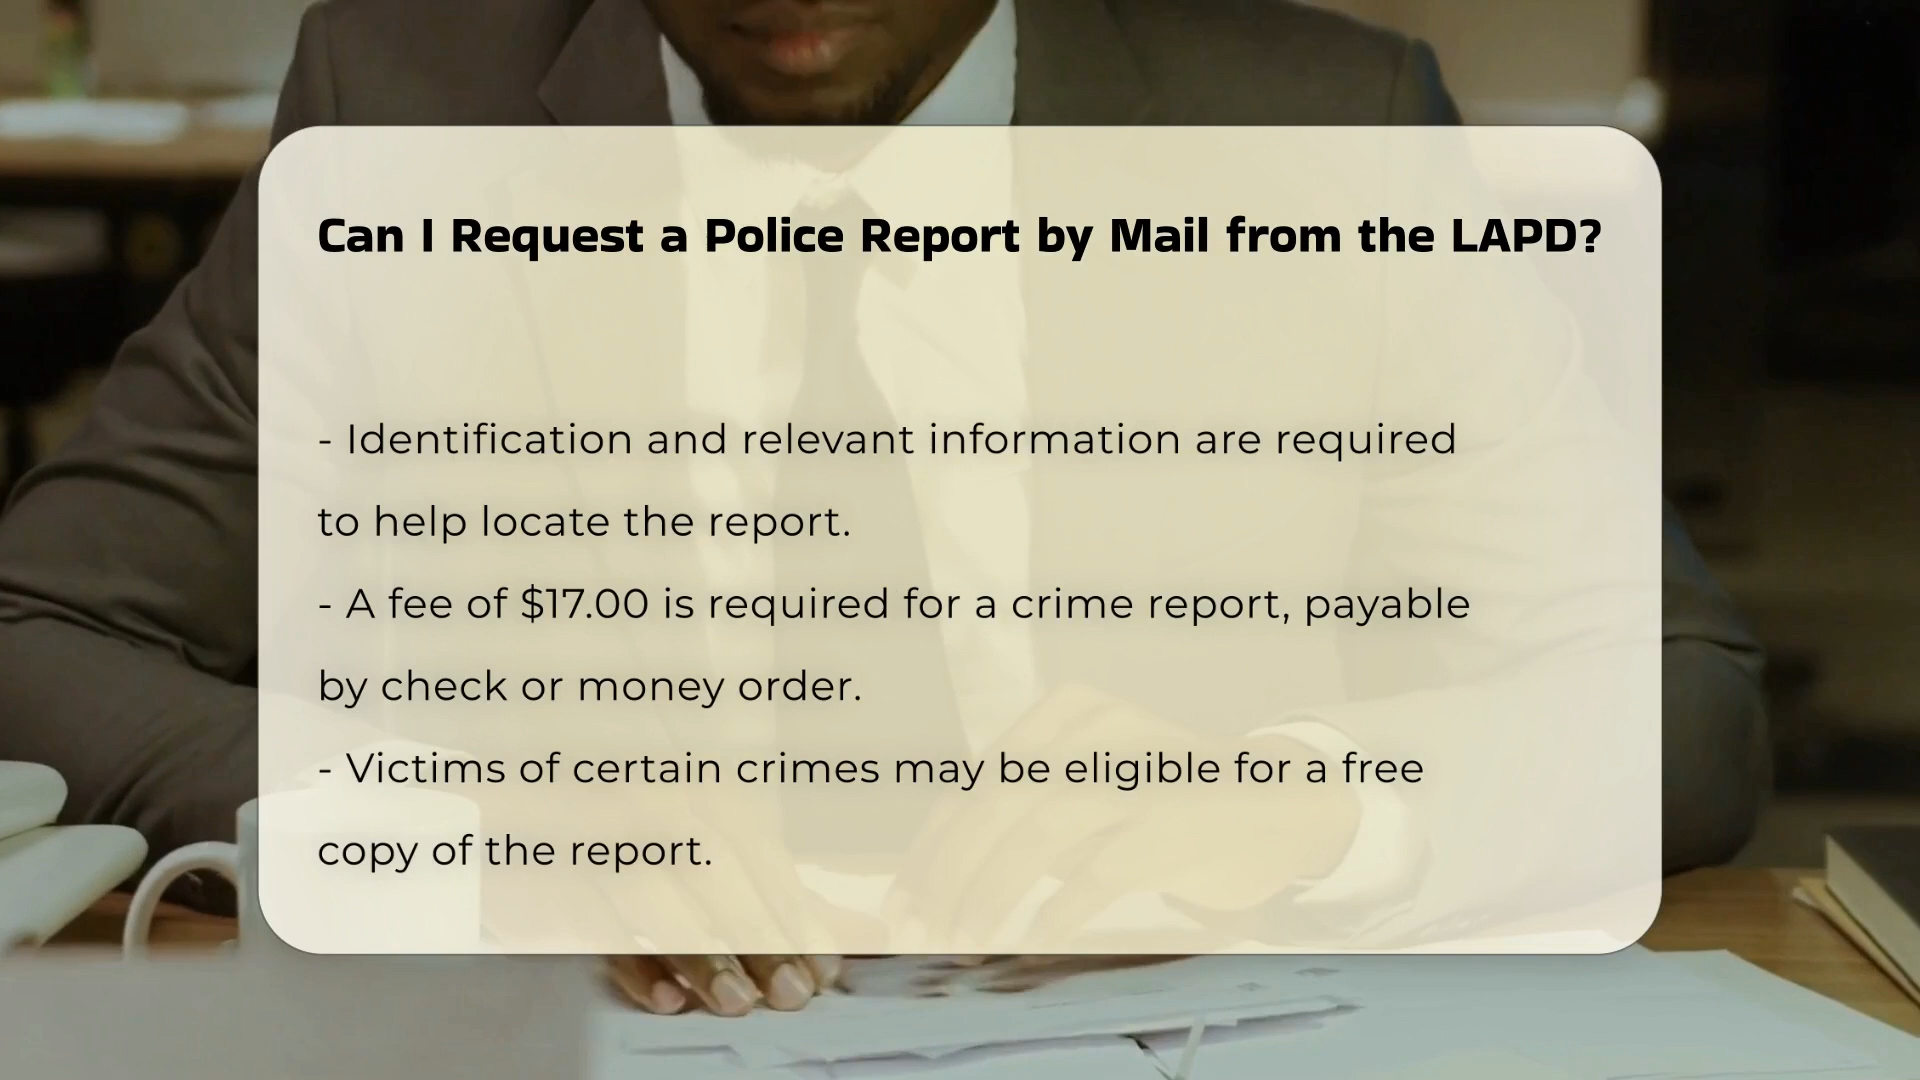 Can I Request a Police Report by Mail from the LAPD?
- Identification and relevant information are required
to help locate the report.
- A fee of $17.00 is required for a crime report, payable
by check or money order.
- Victims of certain crimes may be eligible for a free
copy of the report.